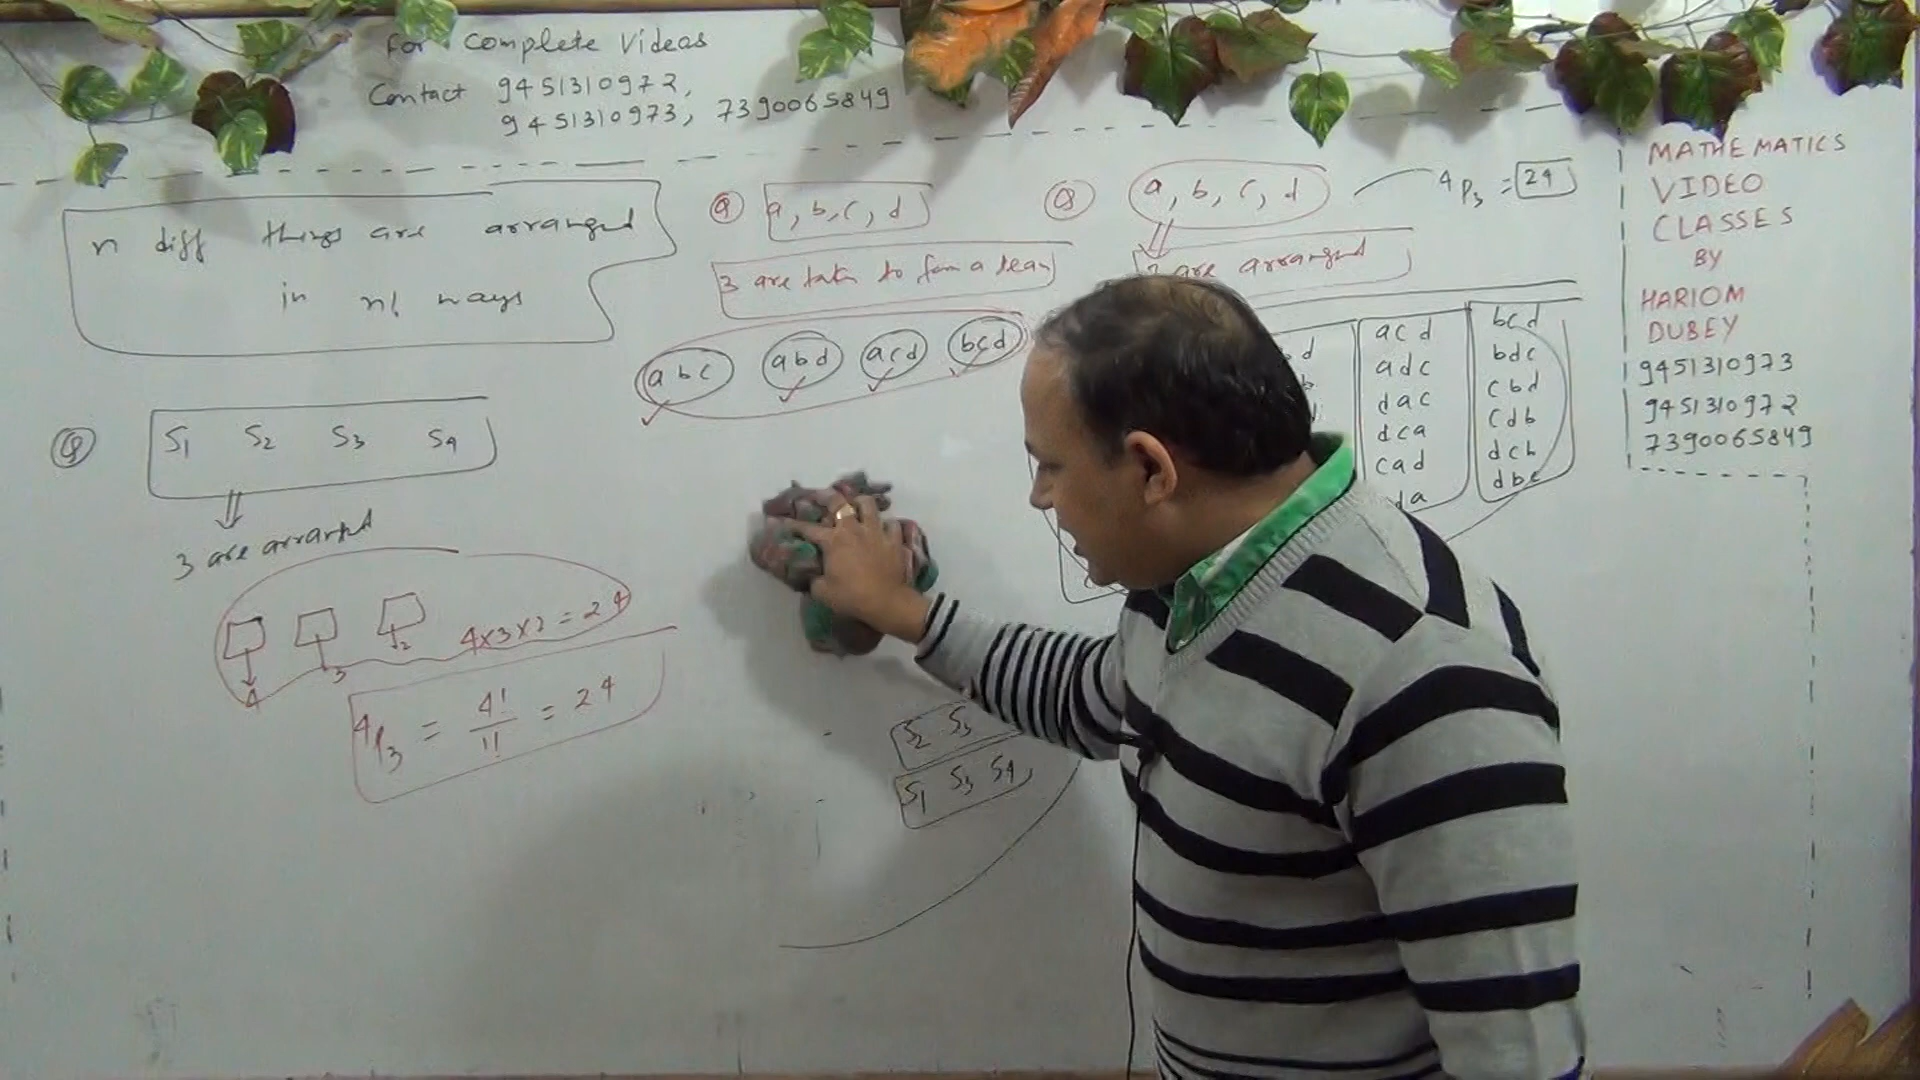 For Complete Videos
Contact 9451310972,
9451310973, 7390065849
n diff things are arranged
in n! ways
Q S1 S2 S3 S4
3 are arranged
4 3 2 4x3x2 = 24
4P3 = 4!/1! = 24
Q a, b, c, d
3 are taken to form a team
abc abd acd bcd
S2 S3
S1 S3 S4
Q a, b, c, d 4P3 = 24
3 are arranged
acd
adc
dac
dca
cad
da
bcd
bdc
cbd
cdb
dcb
dbc
MATHEMATICS
VIDEO
CLASSES
BY
HARIOM
DUBEY
9451310973
9451310972
7390065849